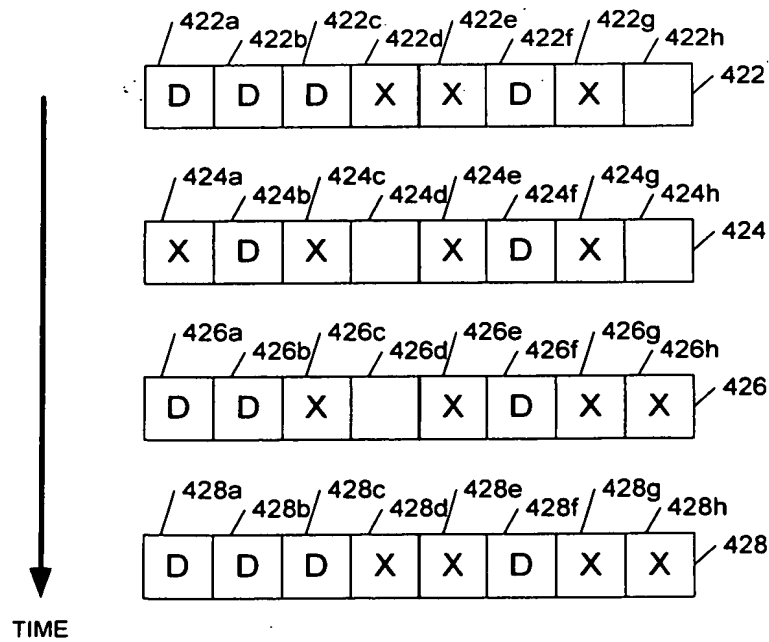 422a 422c 422e 422g
422b 422d 422f 422h
D D D X X D X 422
424a 424c 424e 424g
424b 424d 424f 424h
X D X X D X 424
426a 426c 426e 426g
426b 426d 426f 426h
D D X X D X X 426
428a 428c 428e 428g
428b 428d 428f 428h
D D D X X D X X 428
TIME